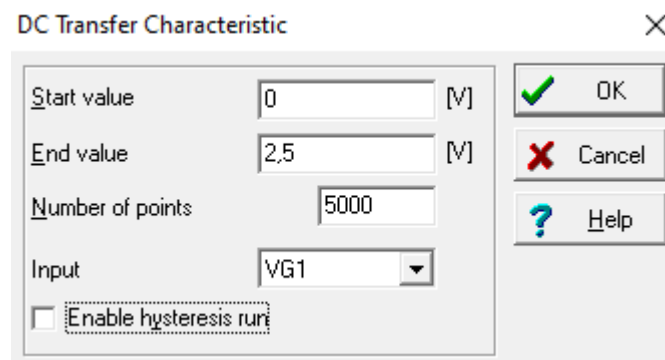 DC Transfer Characteristic
Start value 0 [V]
OK
End value 2,5 [V]
Cancel
Number of points 5000
Help
Input VG1
Enable hysteresis run